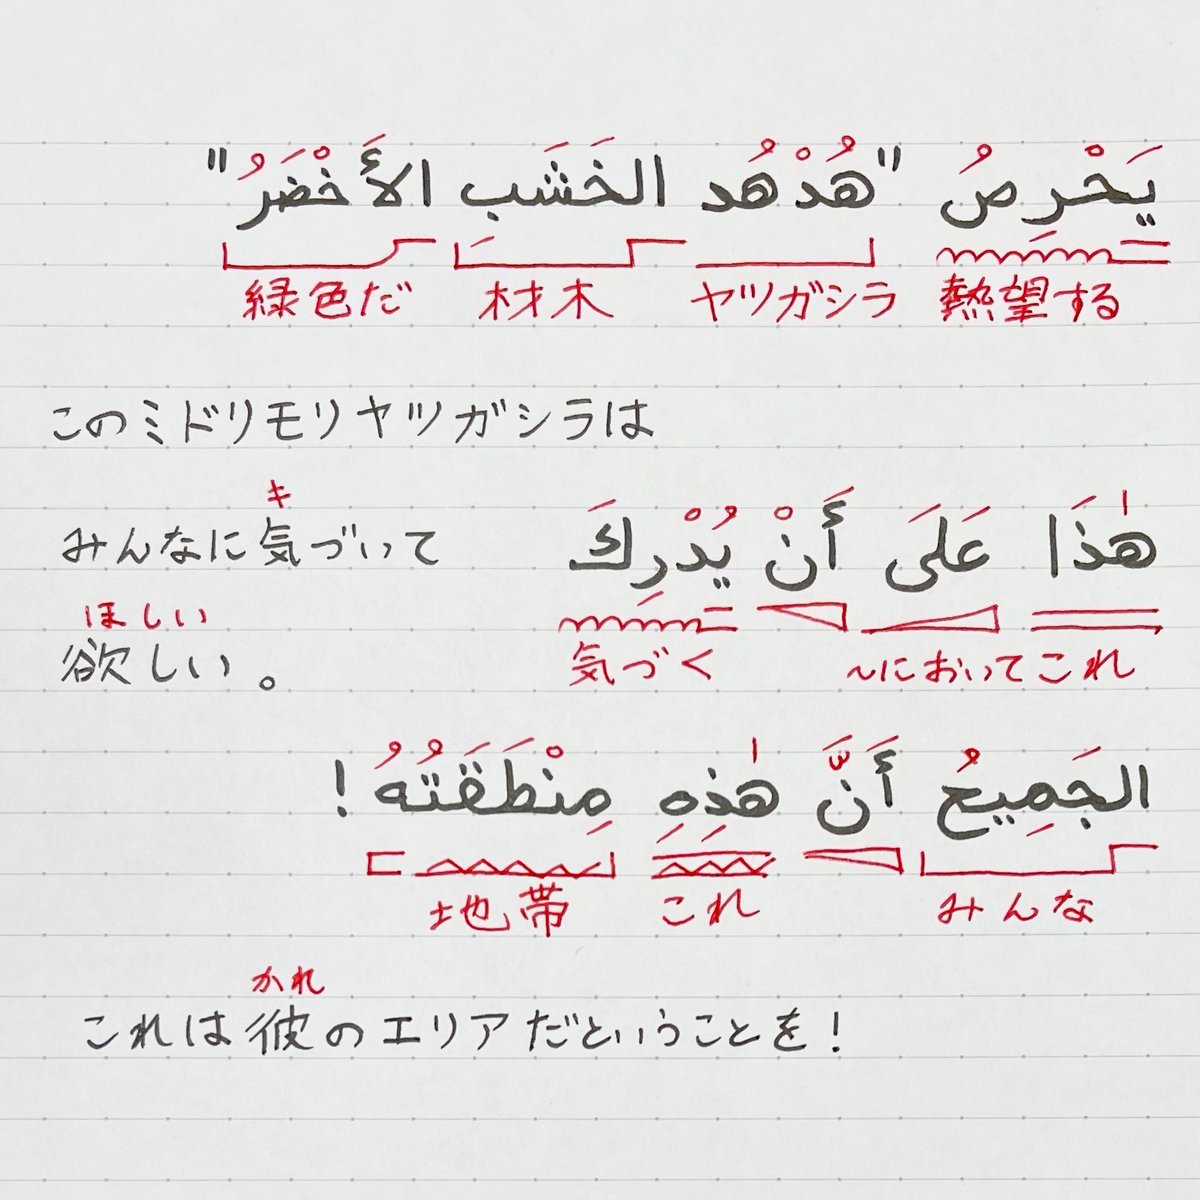 يَحْرِصُ "هُدْهُد الخَشَبِ الأَخْضَرُ"
熱望する ヤツガシラ 材木 緑色だ
このミドリモリヤツガシラは
هٰذَا عَلَى أَنْ يُدْرِكَ
キ
みんなに気づいて
これ ~において 気づく
ほしい
欲しい。
الجَمِيعُ أَنَّ هٰذِهِ مِنْطَقَتُهُ !
みんな これ 地帯
かれ
これは彼のエリアだということを!